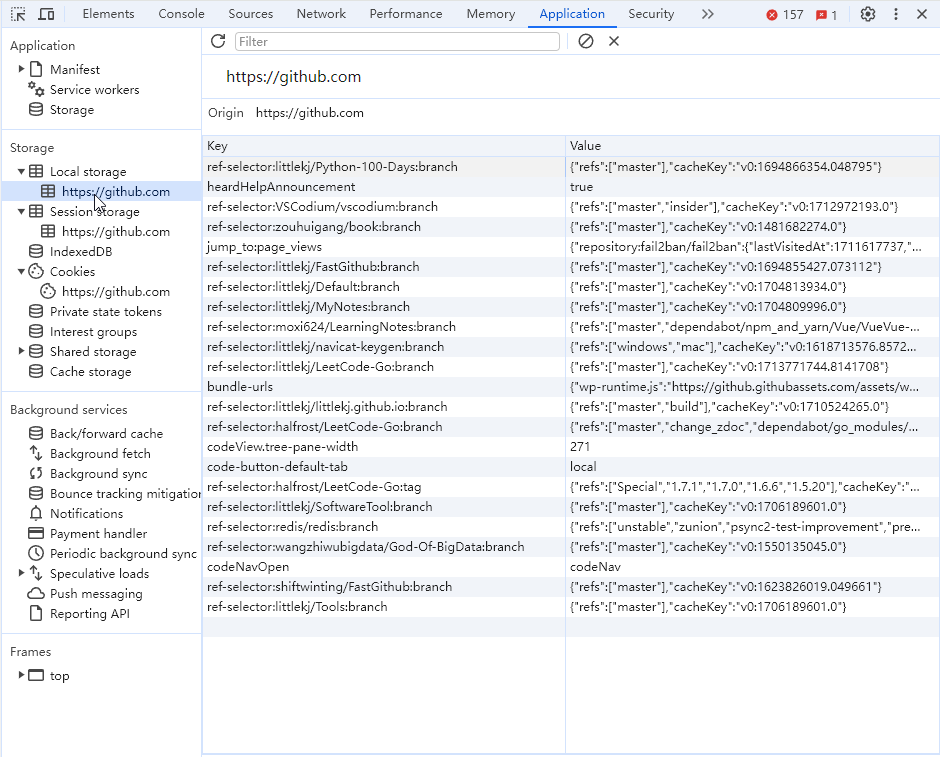 Elements Console Sources Network Performance Memory Application Security 157 1
Application
Manifest
Service workers
Storage
Storage
Local storage
https://github.com
Session storage
https://github.com
IndexedDB
Cookies
https://github.com
Private state tokens
Interest groups
Shared storage
Cache storage
Background services
Back/forward cache
Background fetch
Background sync
Bounce tracking mitigation
Notifications
Payment handler
Periodic background sync
Speculative loads
Push messaging
Reporting API
Frames
top
Filter
https://github.com
Origin https://github.com
Key Value
ref-selector:littlekj/Python-100-Days:branch {"refs":["master"],"cacheKey":"v0:1694866354.048795"}
heardHelpAnnouncement true
ref-selector:VSCodium/vscodium:branch {"refs":["master","insider"],"cacheKey":"v0:1712972193.0"}
ref-selector:zouhuigang/book:branch {"refs":["master"],"cacheKey":"v0:1481682274.0"}
jump_to:page_views {"repository:fail2ban/fail2ban":{"lastVisitedAt":1711617737,"...
ref-selector:littlekj/FastGithub:branch {"refs":["master"],"cacheKey":"v0:1694855427.073112"}
ref-selector:littlekj/Default:branch {"refs":["master"],"cacheKey":"v0:1704813934.0"}
ref-selector:littlekj/MyNotes:branch {"refs":["master"],"cacheKey":"v0:1704809996.0"}
ref-selector:moxi624/LearningNotes:branch {"refs":["master","dependabot/npm_and_yarn/Vue/VueVue-...
ref-selector:littlekj/navicat-keygen:branch {"refs":["windows","mac"],"cacheKey":"v0:1618713576.8572...
ref-selector:littlekj/LeetCode-Go:branch {"refs":["master"],"cacheKey":"v0:1713771744.8141708"}
bundle-urls {"wp-runtime.js":"https://github.githubassets.com/assets/w...
ref-selector:littlekj/littlekj.github.io:branch {"refs":["master","build"],"cacheKey":"v0:1710524265.0"}
ref-selector:halfrost/LeetCode-Go:branch {"refs":["master","change_zdoc","dependabot/go_modules/...
codeView.tree-pane-width 271
code-button-default-tab local
ref-selector:halfrost/LeetCode-Go:tag {"refs":["Special","1.7.1","1.7.0","1.6.6","1.5.20"],"cacheKey":"...
ref-selector:littlekj/SoftwareTool:branch {"refs":["master"],"cacheKey":"v0:1706189601.0"}
ref-selector:redis/redis:branch {"refs":["unstable","zunion","psync2-test-improvement","pre...
ref-selector:wangzhiwubigdata/God-Of-BigData:branch {"refs":["master"],"cacheKey":"v0:1550135045.0"}
codeNavOpen codeNav
ref-selector:shiftwinting/FastGithub:branch {"refs":["master"],"cacheKey":"v0:1623826019.049661"}
ref-selector:littlekj/Tools:branch {"refs":["master"],"cacheKey":"v0:1706189601.0"}